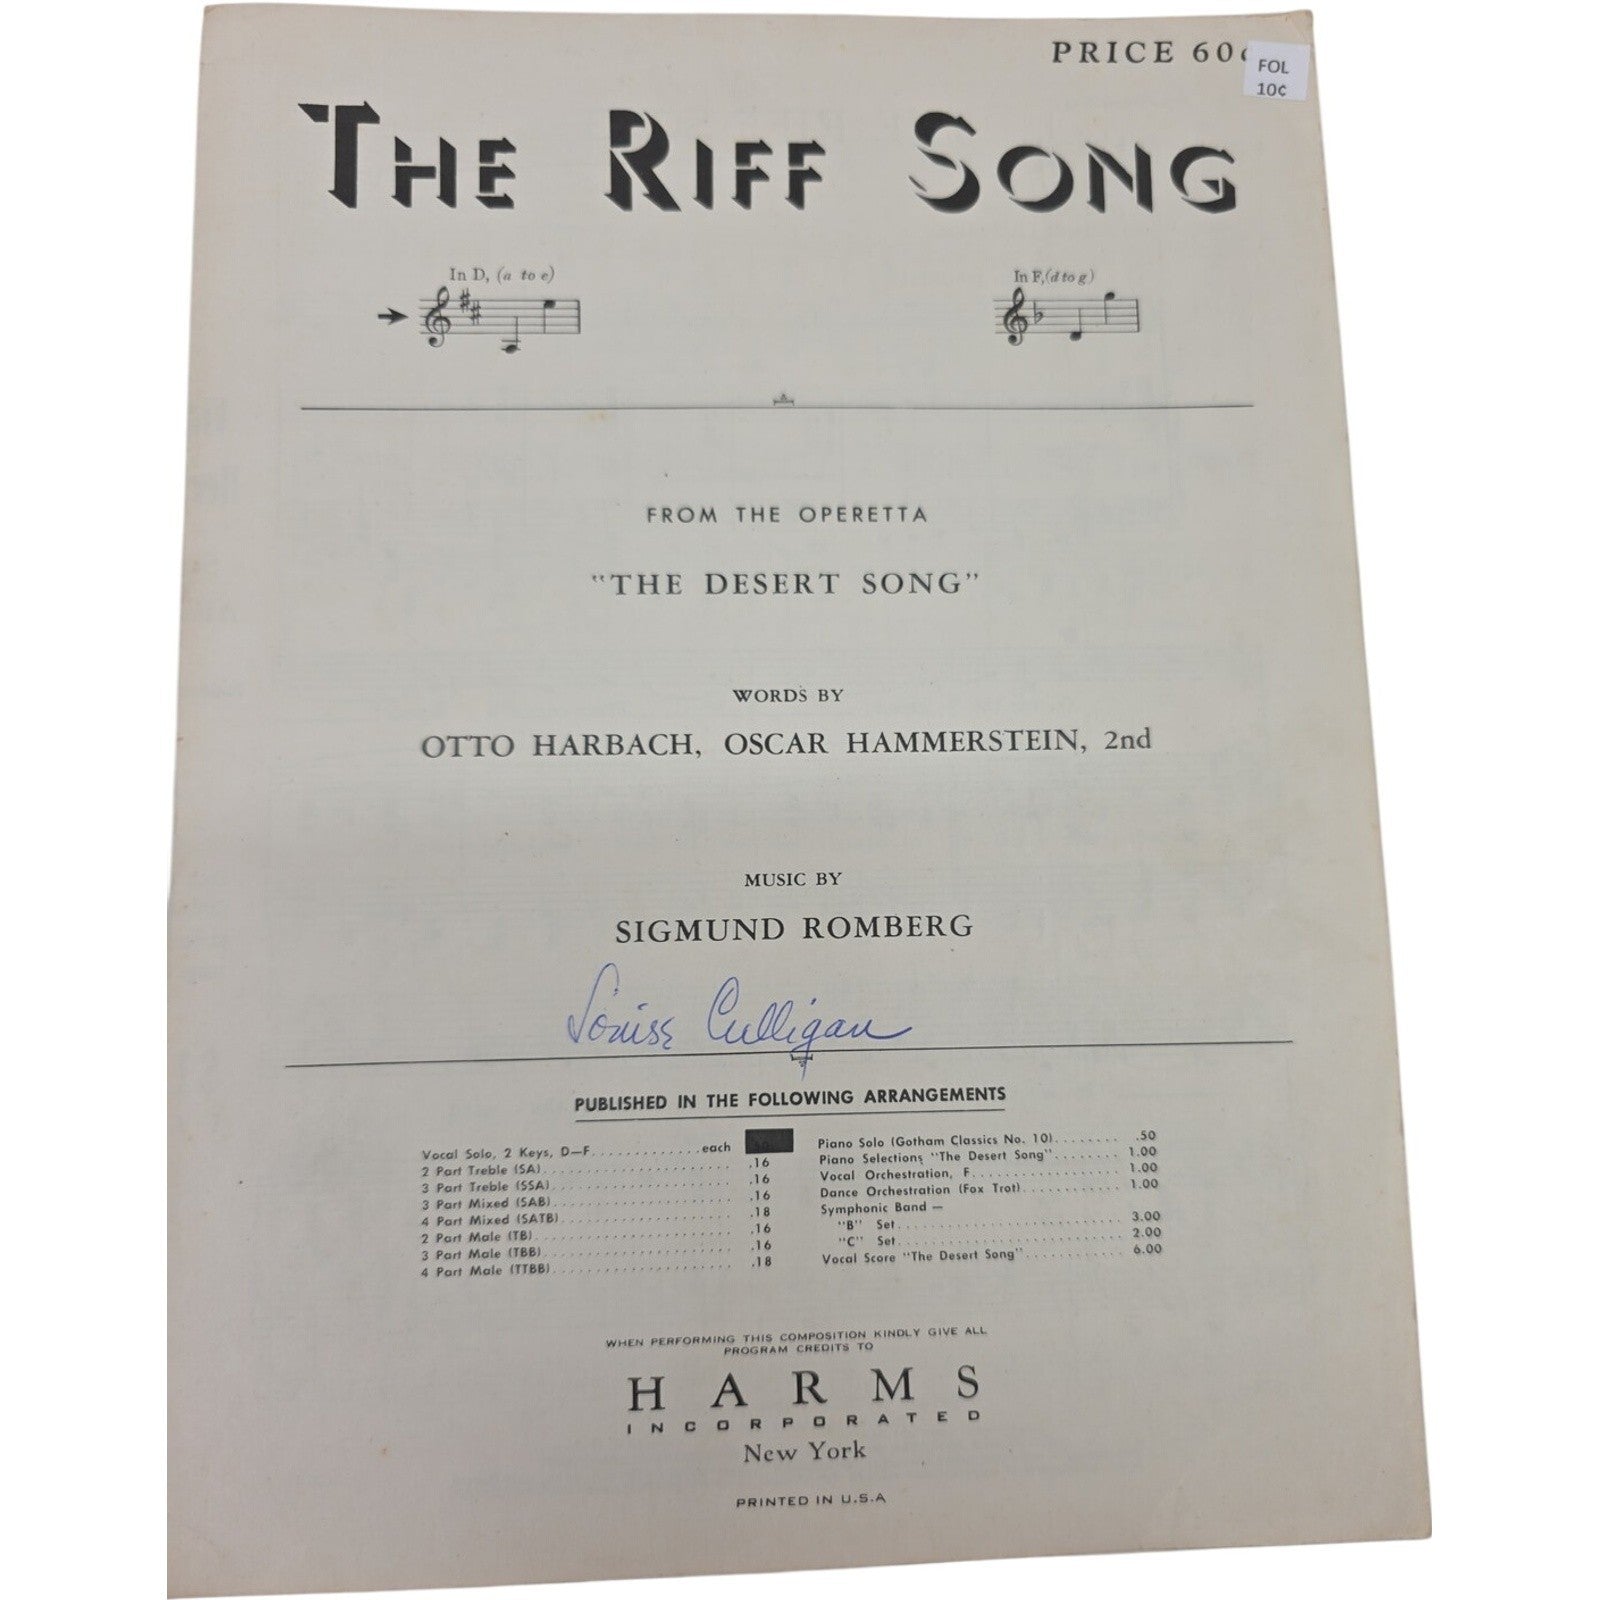 PRICE 60¢
FOL
10¢
THE RIFF SONG
In D, (a to e)
In F, (d to g)
FROM THE OPERETTA
"THE DESERT SONG"
WORDS BY
OTTO HARBACH, OSCAR HAMMERSTEIN, 2nd
MUSIC BY
SIGMUND ROMBERG
Louise Culligan
PUBLISHED IN THE FOLLOWING ARRANGEMENTS
Vocal Solo, 2 Keys, D—F............each
2 Part Treble (SA)..................... .16
3 Part Treble (SSA).................... .16
3 Part Mixed (SAB).................... .16
4 Part Mixed (SATB)................... .18
2 Part Male (TB)....................... .16
3 Part Male (TBB)...................... .16
4 Part Male (TTBB)..................... .18
Piano Solo (Gotham Classics No. 10)........ .50
Piano Selections "The Desert Song"........ 1.00
Vocal Orchestration, F.................. 1.00
Dance Orchestration (Fox Trot)............ 1.00
Symphonic Band —
"B" Set.......................... 3.00
"C" Set.......................... 2.00
Vocal Score "The Desert Song"............ 6.00
WHEN PERFORMING THIS COMPOSITION KINDLY GIVE ALL
PROGRAM CREDITS TO
HARMS
INCORPORATED
New York
PRINTED IN U.S.A